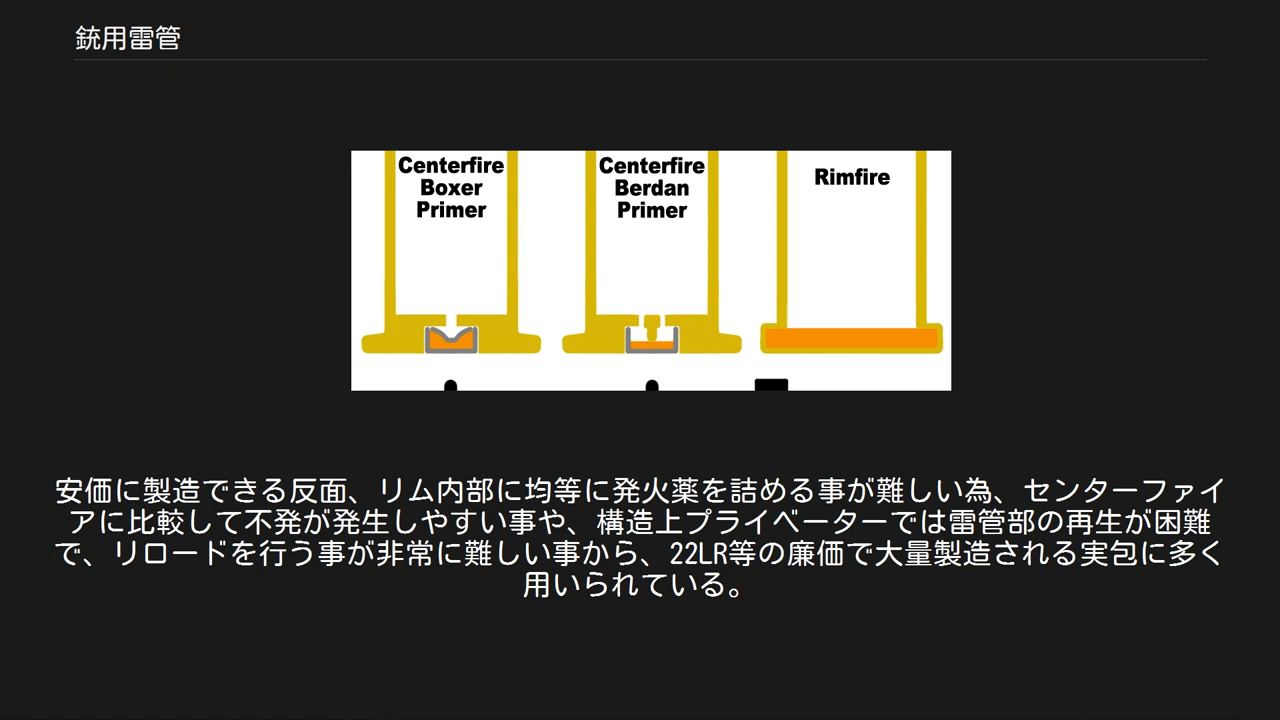 銃用雷管
Centerfire
Boxer
Primer
Centerfire
Berdan
Primer
Rimfire
安価に製造できる反面、リム内部に均等に発火薬を詰める事が難しい為、センターファイ
アに比較して不発が発生しやすい事や、構造上プライベーターでは雷管部の再生が困難
で、リロードを行う事が非常に難しい事から、22LR等の廉価で大量製造される実包に多く
用いられている。